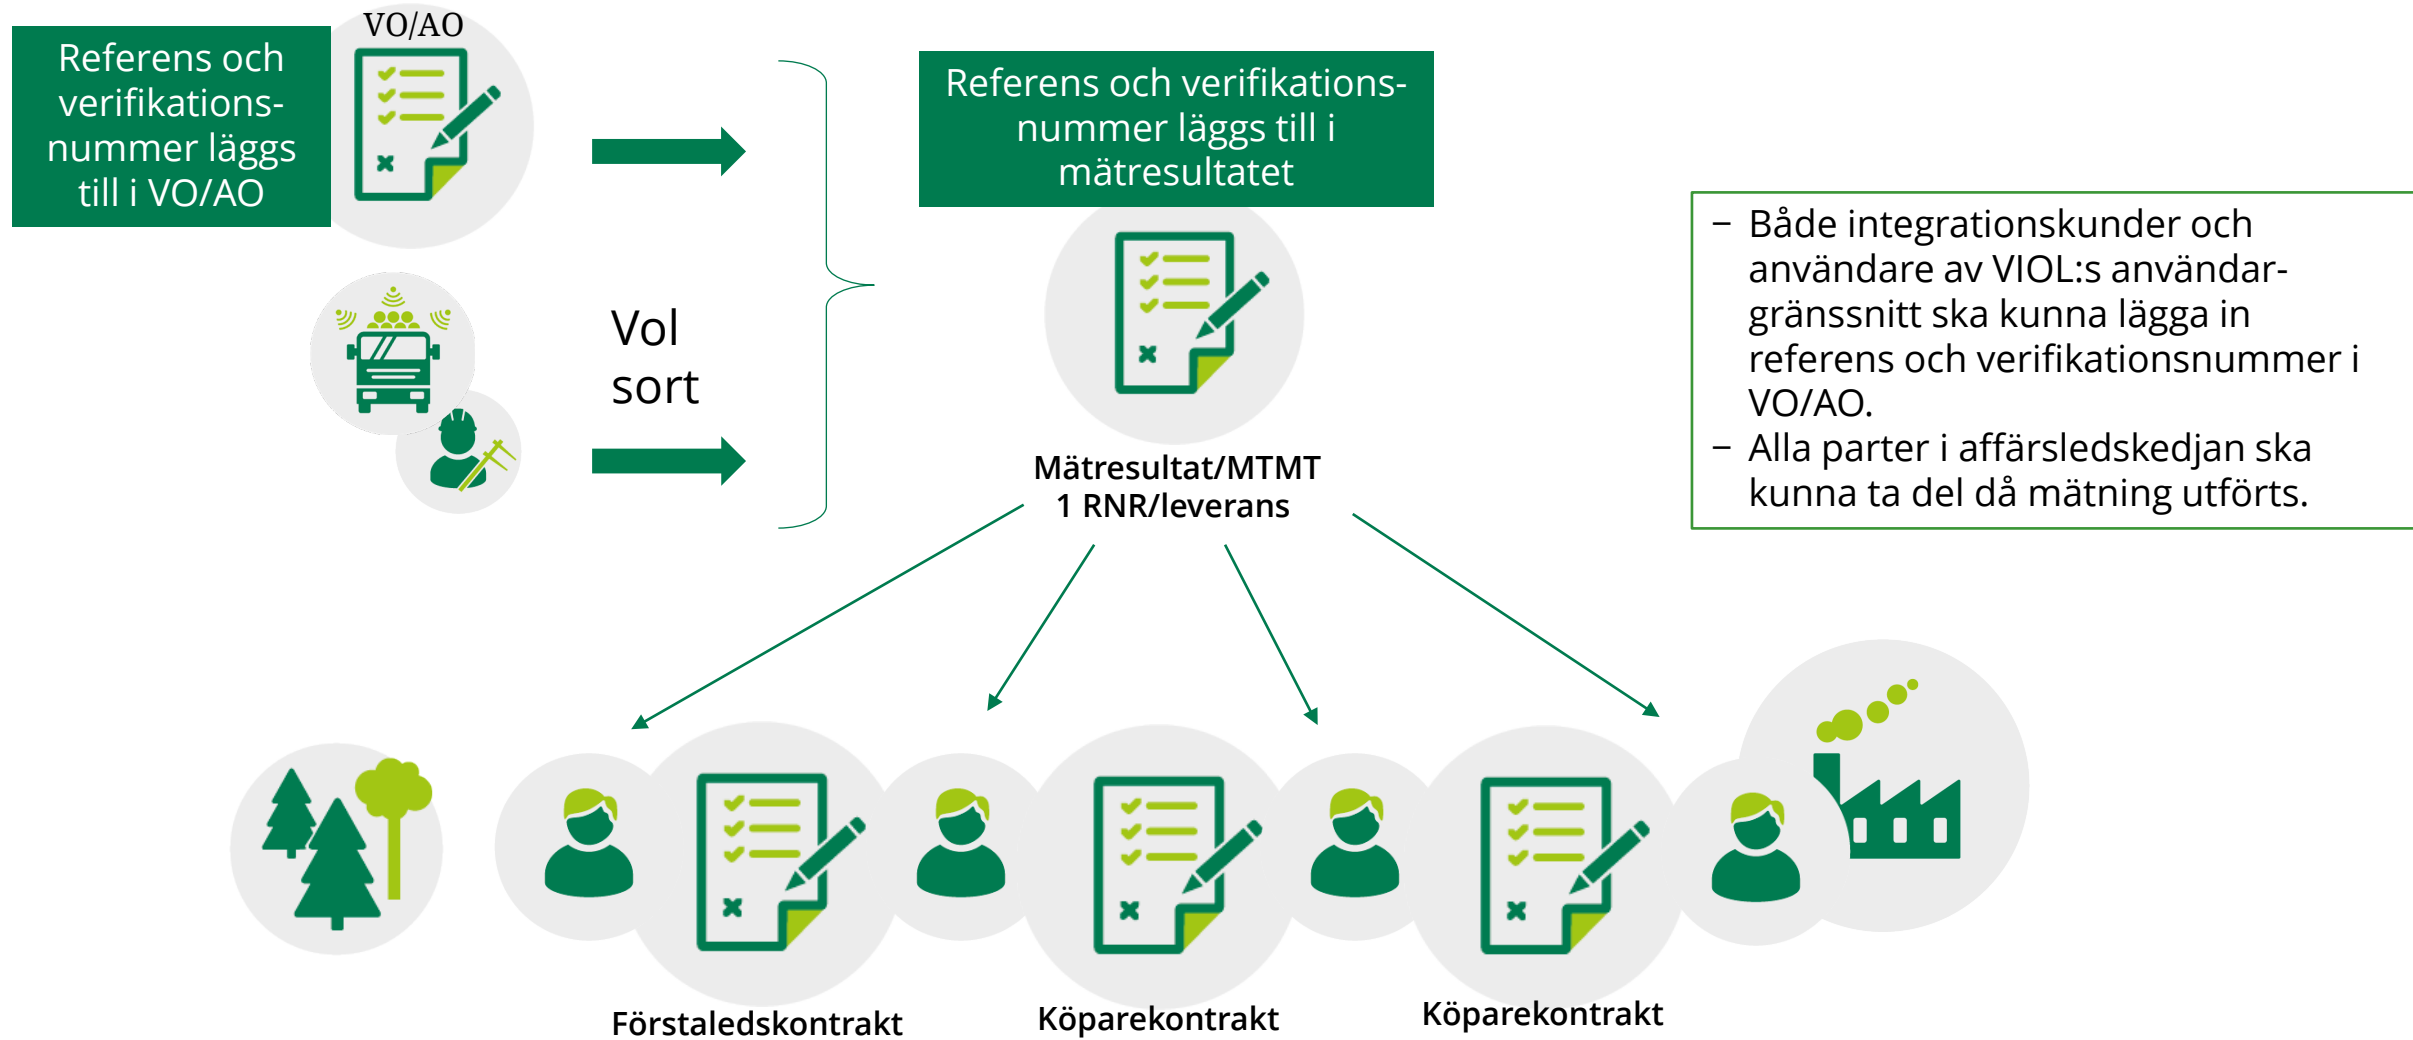 VO/AO
Referens och
verifikations-
nummer läggs
till i VO/AO
Vol
sort
Referens och verifikations-
nummer läggs till i
mätresultatet
Mätresultat/MTMT
1 RNR/leverans
– Både integrationskunder och
användare av VIOL:s användar-
gränssnitt ska kunna lägga in
referens och verifikationsnummer i
VO/AO.
– Alla parter i affärsledskedjan ska
kunna ta del då mätning utförts.
Förstaledskontrakt
Köparekontrakt
Köparekontrakt